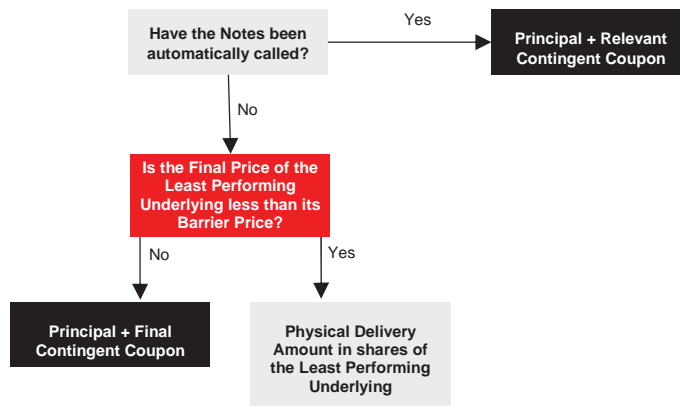 Have the Notes been
automatically called?
Yes
Principal + Relevant
Contingent Coupon
No
Is the Final Price of the
Least Performing
Underlying less than its
Barrier Price?
No
Yes
Principal + Final
Contingent Coupon
Physical Delivery
Amount in shares of
the Least Performing
Underlying